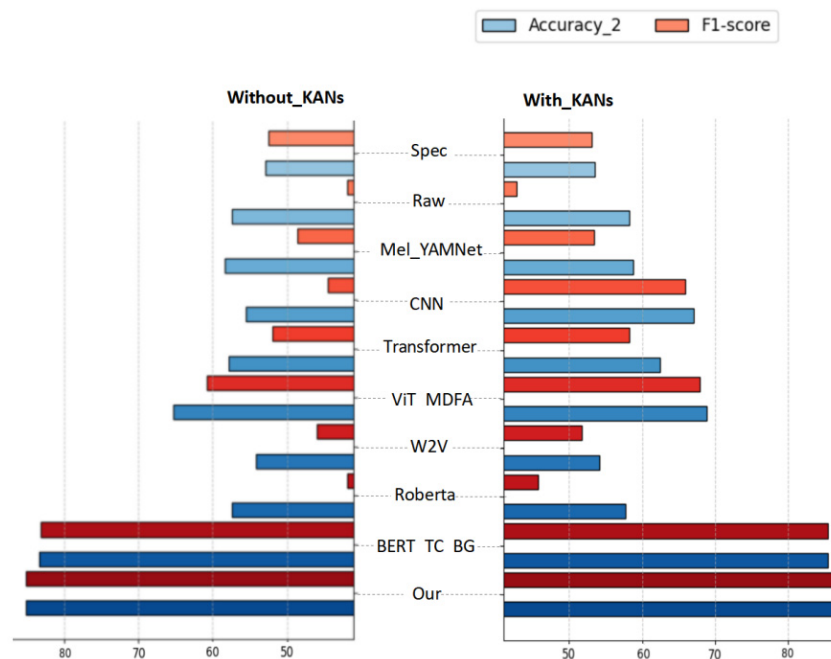 Accuracy_2 F1-score
Without_KANs With_KANs
Spec
Raw
Mel_YAMNet
CNN
Transformer
ViT MDFA
W2V
Roberta
BERT TC BG
Our
80 70 60 50 50 60 70 80